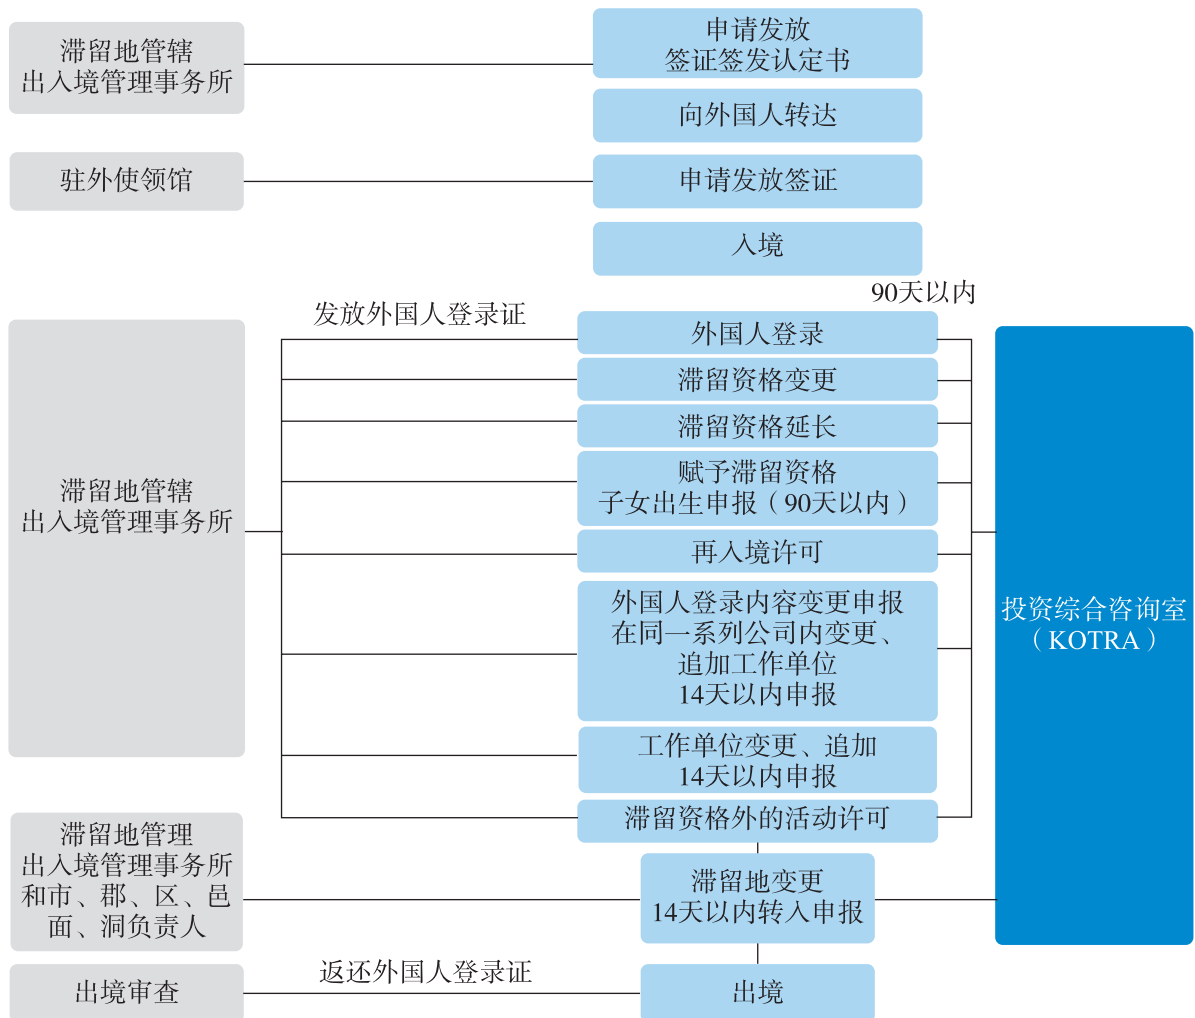 滞留地管辖
出入境管理事务所
申请发放
签证签发认定书
向外国人转达
驻外使领馆
申请发放签证
入境
90天以内
发放外国人登录证
外国人登录
滞留资格变更
滞留资格延长
赋予滞留资格
子女出生申报（90天以内）
再入境许可
外国人登录内容变更申报
在同一系列公司内变更、
追加工作单位
14天以内申报
工作单位变更、追加
14天以内申报
滞留资格外的活动许可
滞留地管辖
出入境管理事务所
投资综合咨询室
（KOTRA）
滞留地管理
出入境管理事务所
和市、郡、区、邑
面、洞负责人
滞留地变更
14天以内转入申报
出境审查
返还外国人登录证
出境